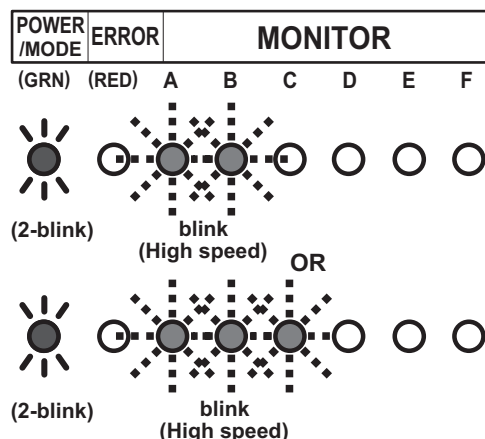 POWER /MODE ERROR MONITOR
(GRN) (RED) A B C D E F
(2-blink) blink
(High speed)
OR
(2-blink) blink
(High speed)